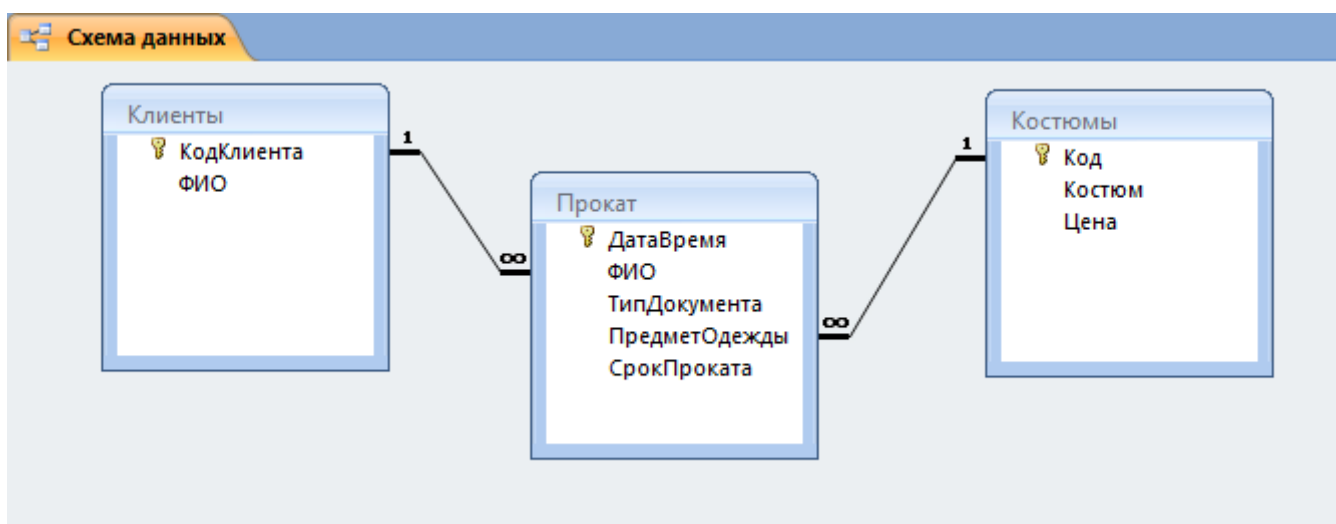 Схема данных
Клиенты
КодКлиента
ФИО
1
∞
Прокат
ДатаВремя
ФИО
ТипДокумента
ПредметОдежды
СрокПроката
∞
1
Костюмы
Код
Костюм
Цена